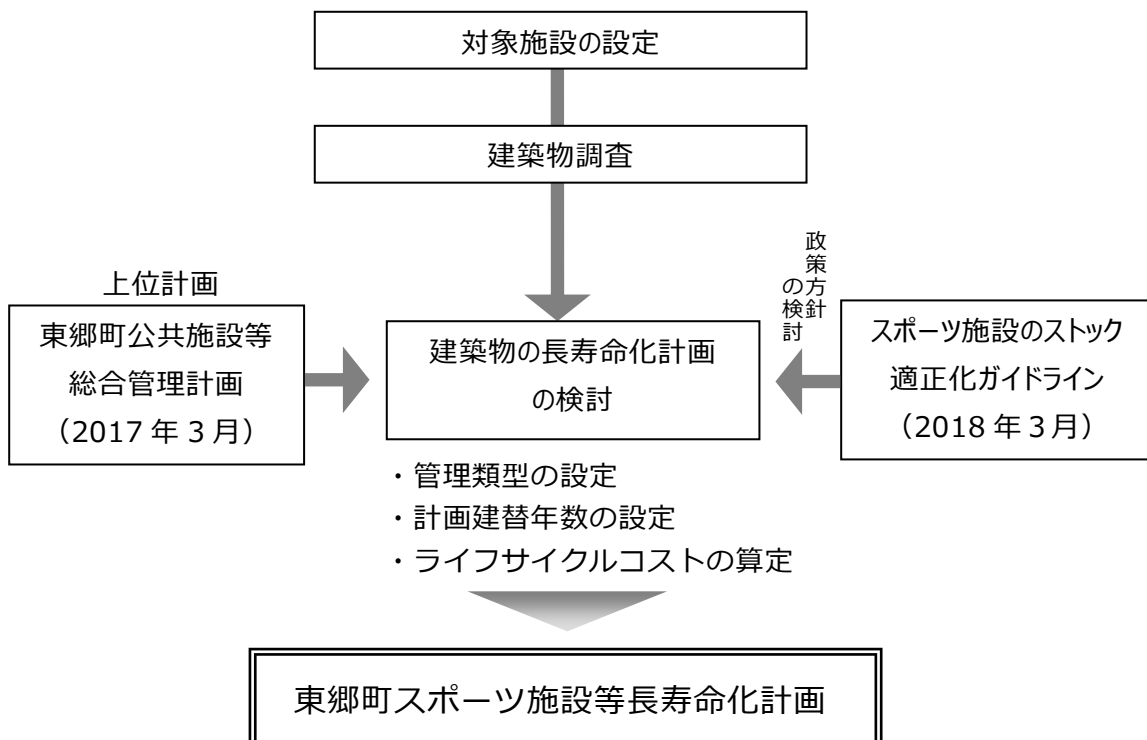 対象施設の設定
建築物調査
上位計画
東郷町公共施設等
総合管理計画
（2017 年 3 月）
建築物の長寿命化計画
の検討
政策方針
の検討
スポーツ施設のストック
適正化ガイドライン
（2018 年 3 月）
・管理類型の設定
・計画建替年数の設定
・ライフサイクルコストの算定
東郷町スポーツ施設等長寿命化計画